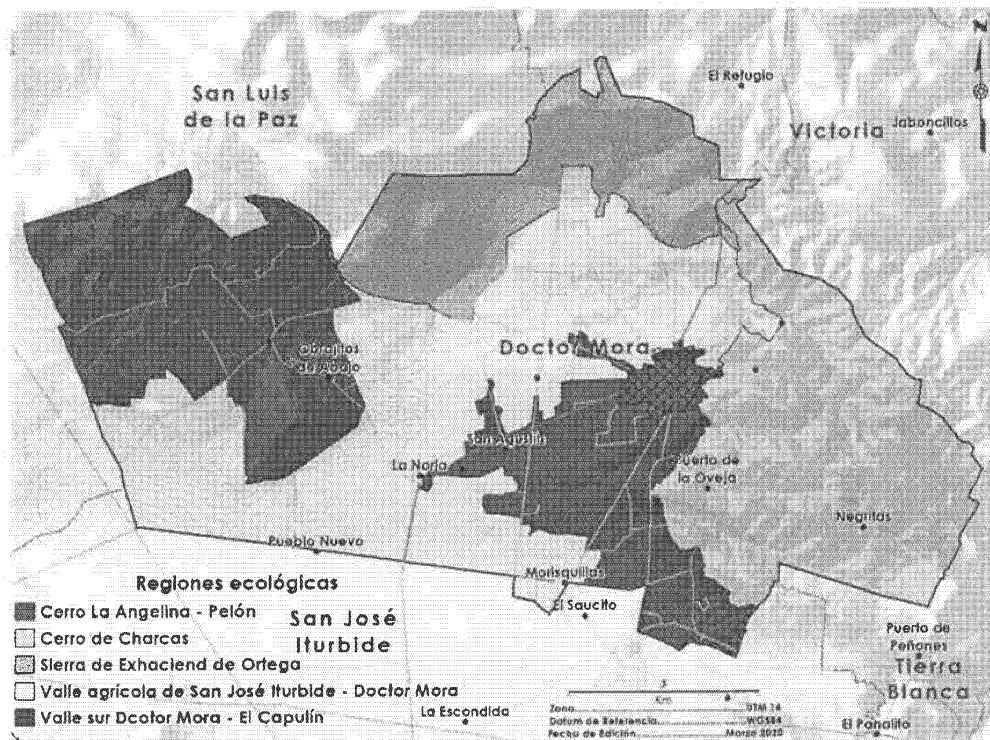 San Luis
de la Paz
El Refugio
Victoria
Jaboncillos
Z
Doctor Mora
Obrajitos
de Abajo
San Agustín
La Noria
Puerto de
la Oveja
Negritas
Pueblo Nuevo
Morisquillas
El Saucito
Regiones ecológicas
Cerro La Angelina - Pelón
Cerro de Charcas
Sierra de Exhaciend de Ortega
Valle agrícola de San José Iturbide - Doctor Mora
Valle sur Dcotor Mora - El Capulín
San José
Iturbide
La Escondida
Puerto de
Peñones
Tierra
Blanca
El Panalito
5
Km
Zona UTM 14
Datum de Referencia WGS84
Fecha de Edición Marzo 2020